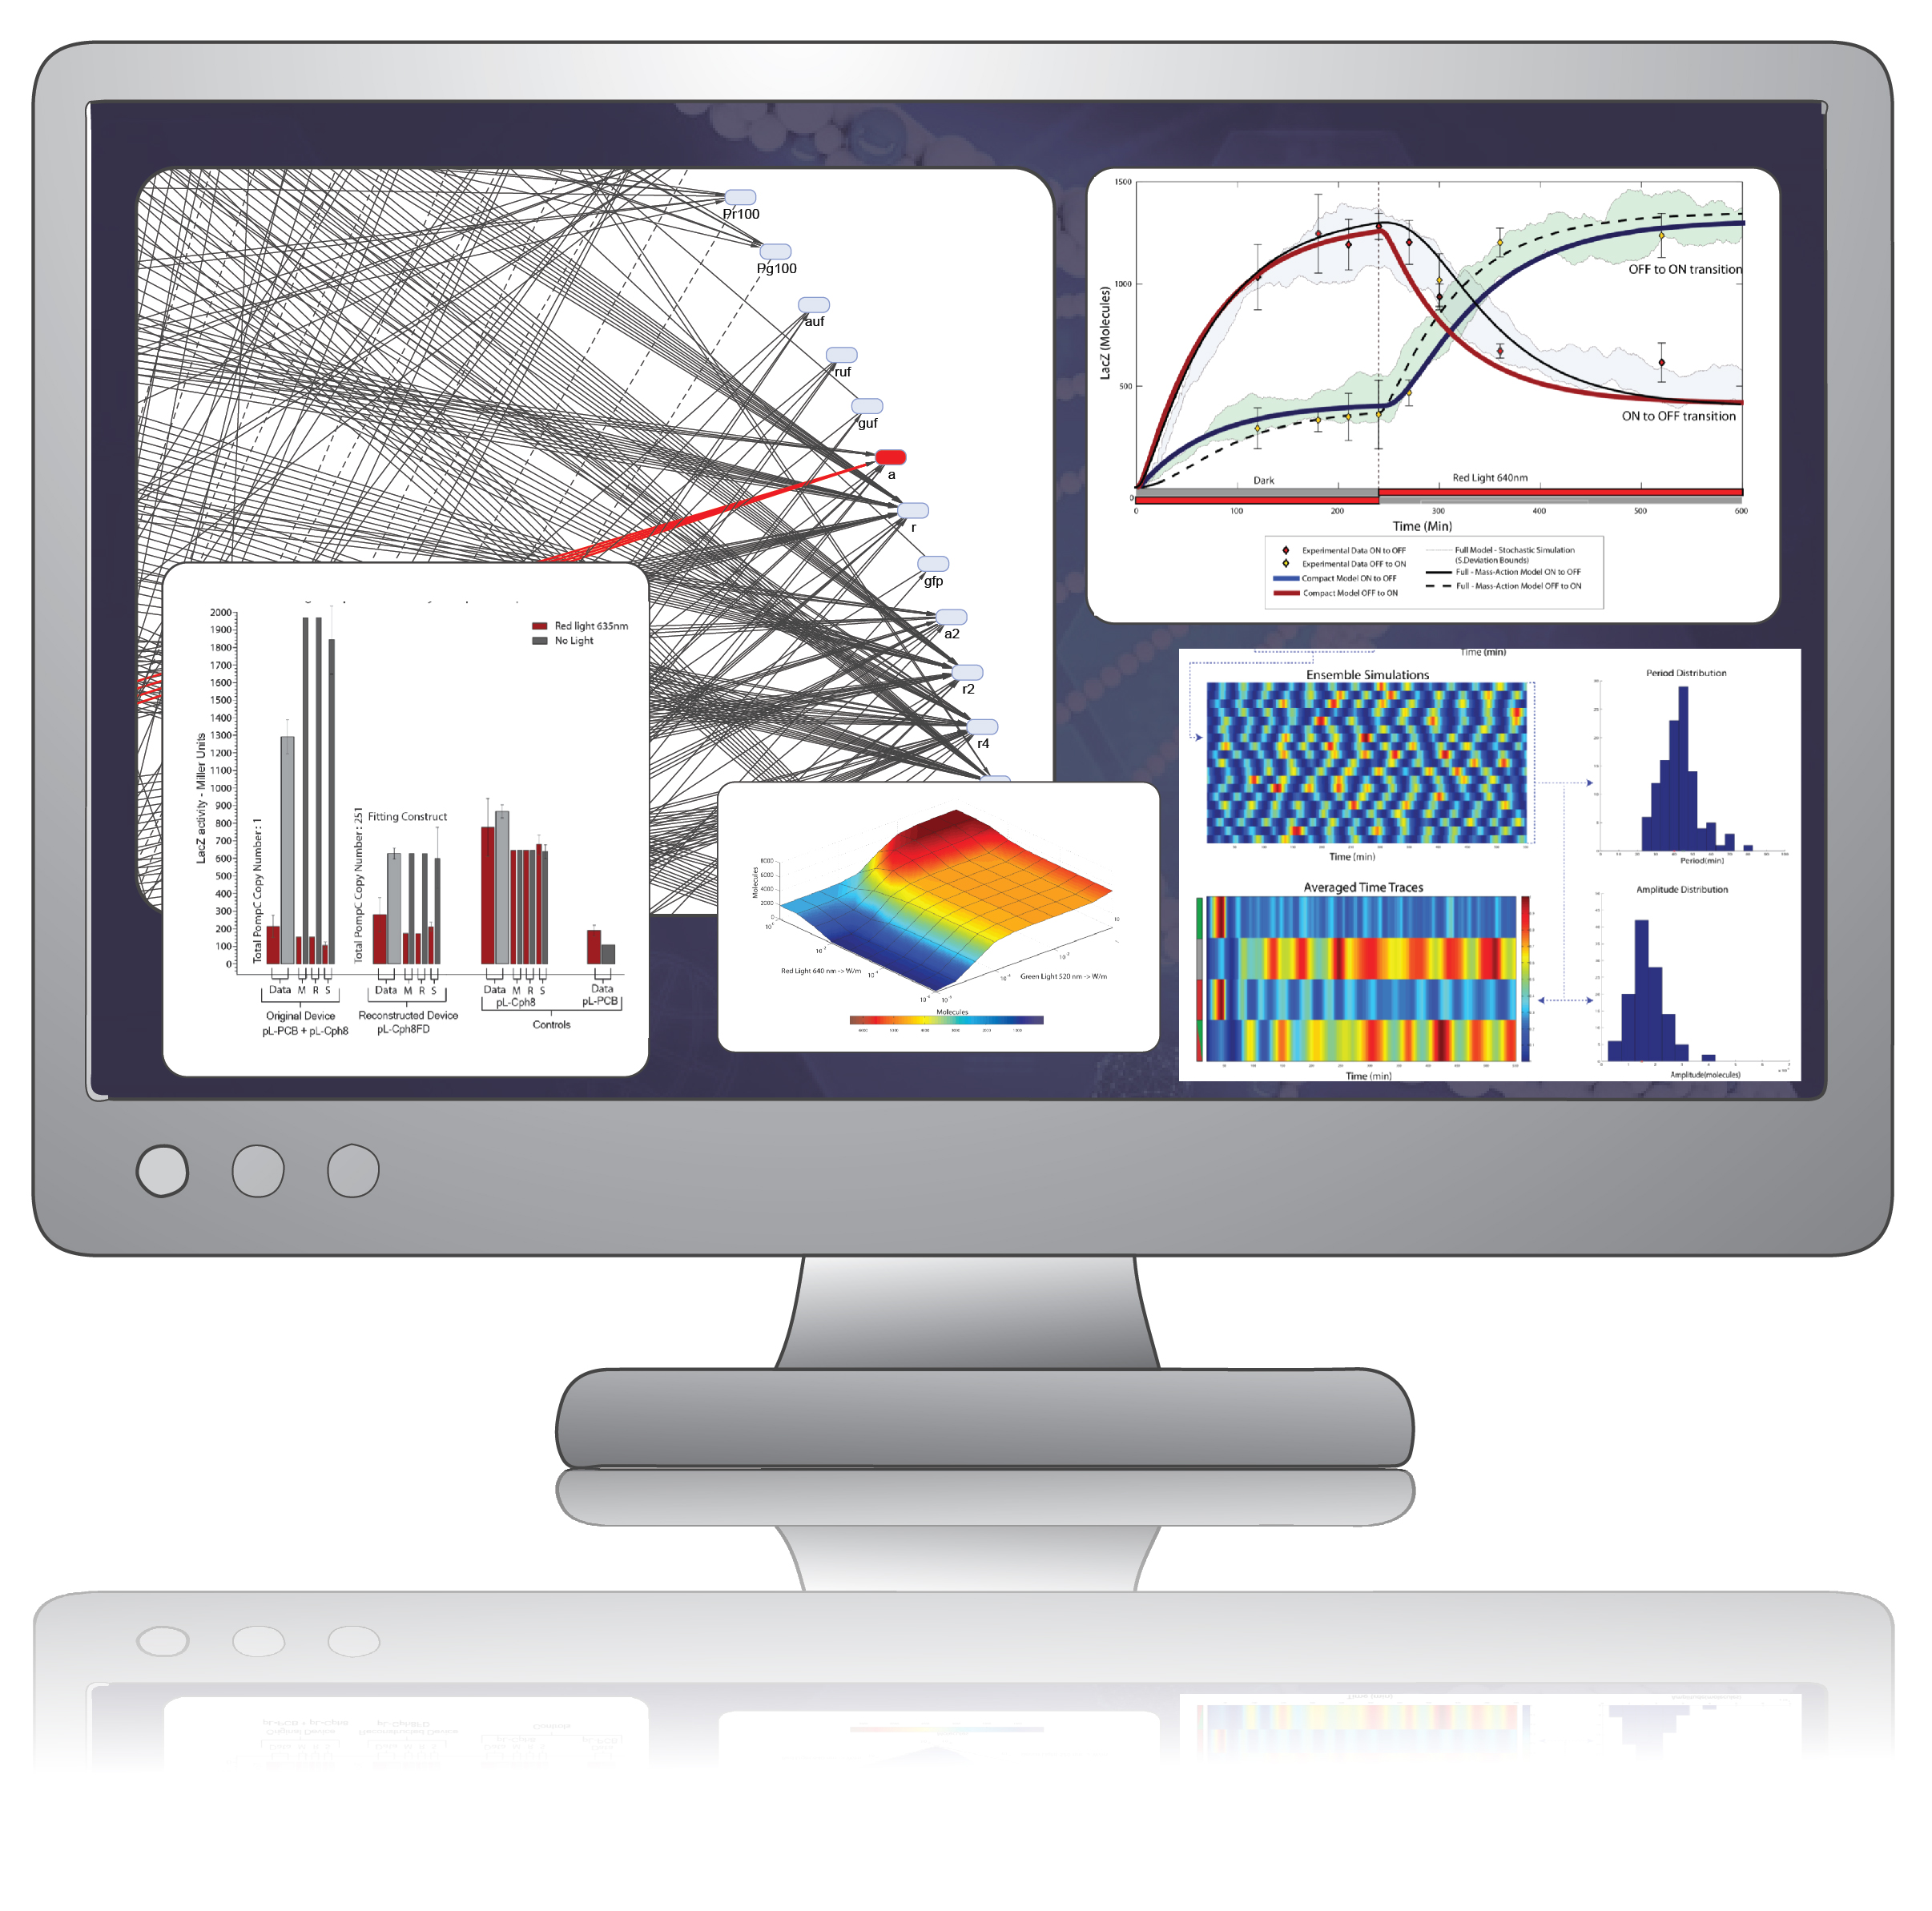 Pr100
Pg100
auf
ruf
guf
a
r
gfp
a2
r2
r4
1500
1000
500
0
LacZ (Molecules)
OFF to ON transition
ON to OFF transition
Dark
Red Light 640nm
0 100 200 300 400 500 600
Time (Min)
Experimental Data ON to OFF
Experimental Data OFF to ON
Compact Model ON to OFF
Compact Model OFF to ON
Full Model - Stochastic Simulation
(S.Deviation Bounds)
Full - Mass-Action Model ON to OFF
Full - Mass-Action Model OFF to ON
2000
1900
1800
1700
1600
1500
1400
1300
1200
1100
1000
900
800
700
600
500
400
300
200
100
0
LacZ activity - Miller Units
Red light 635nm
No Light
Total PompC Copy Number : 1
Total PompC Copy Number : 251
Fitting Construct
Data M R S
Data M R S
Data M R S
Data
pL-Cph8
pL-PCB
Original Device
pL-PCB + pL-Cph8
Reconstructed Device
pL-Cph8FD
Controls
8000
6000
4000
2000
0
Molecules
Red Light 640 nm -> W/m
Green Light 520 nm -> W/m
Molecules
Time (min)
Ensemble Simulations
Time (min)
Period Distribution
Period(min)
Averaged Time Traces
Time (min)
Amplitude Distribution
Amplitude(molecules)